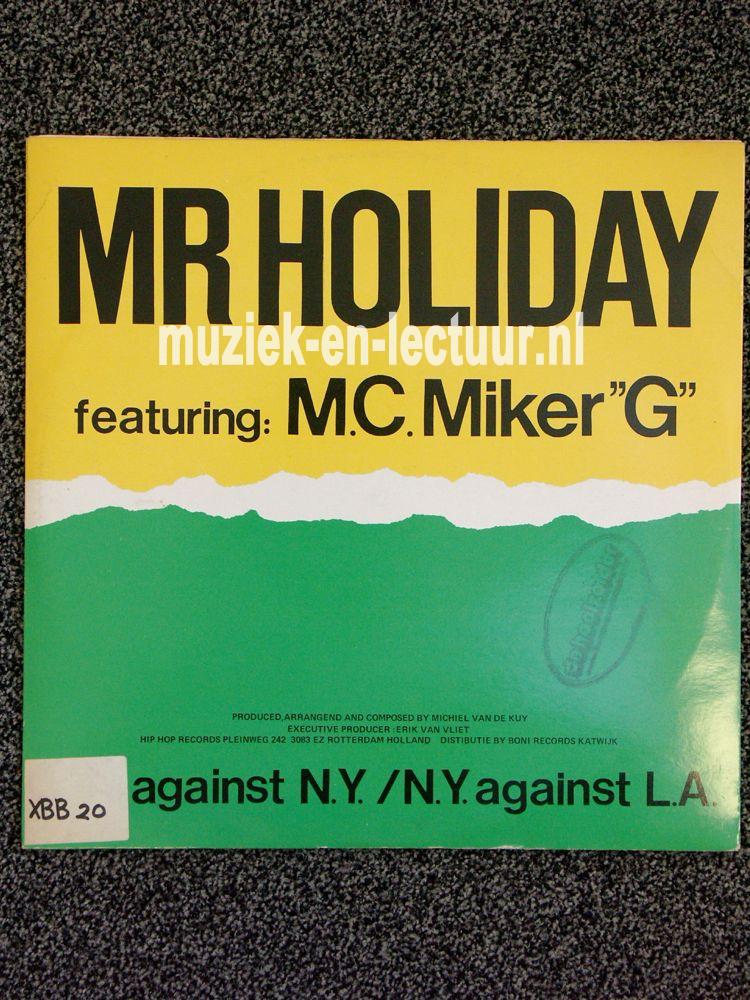 MR HOLIDAY
muziek-en-lectuur.nl
featuring: M.C. Miker "G"
PRODUCED, ARRANGEND AND COMPOSED BY MICHIEL VAN DE KUY
EXECUTIVE PRODUCER : ERIK VAN VLIET
HIP HOP RECORDS PLEINWEG 242 3083 EZ ROTTERDAM HOLLAND DISTIBUTIE BY BONI RECORDS KATWIJK
against N.Y. / N.Y. against L.A.
XBB 20